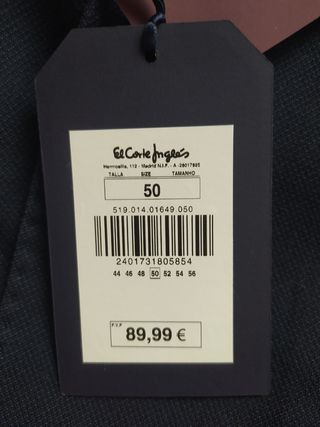 El Corte Inglés
Hermosilla, 112 - Madrid N.I.F. - A -28017895
TALLA SIZE TAMANHO
50
519.014.01649.050
2401731805854
44 46 48 50 52 54 56
P.V.P
89,99 €